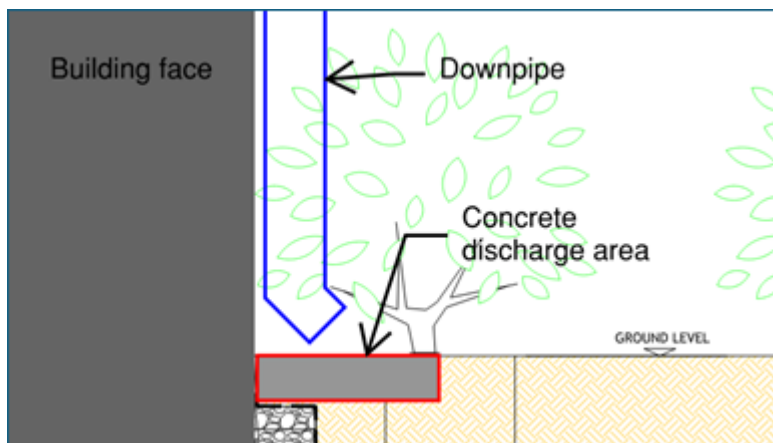 Building face
Downpipe
Concrete
discharge area
GROUND LEVEL